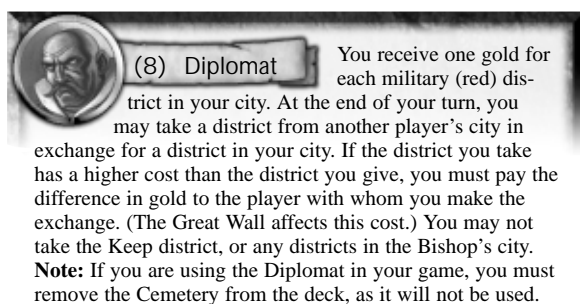 (8) Diplomat
You receive one gold for
each military (red) dis-
trict in your city. At the end of your turn, you
may take a district from another player's city in
exchange for a district in your city. If the district you take
has a higher cost than the district you give, you must pay the
difference in gold to the player with whom you make the
exchange. (The Great Wall affects this cost.) You may not
take the Keep district, or any districts in the Bishop's city.
Note: If you are using the Diplomat in your game, you must
remove the Cemetery from the deck, as it will not be used.